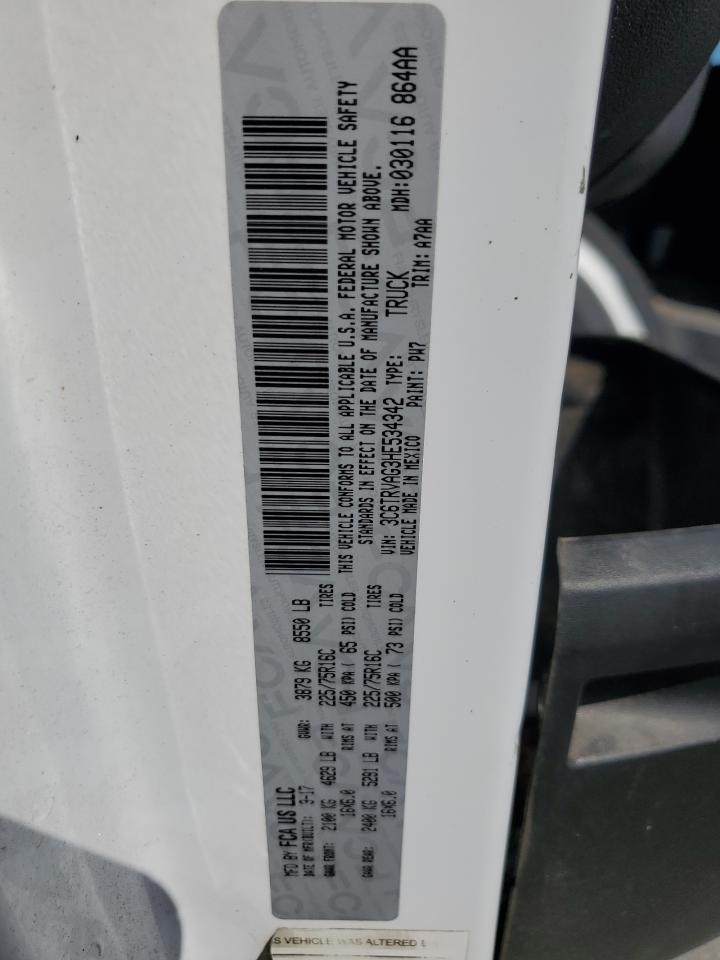 MFD BY FCA US LLC
DATE OF MFR(BUILT): 3-17 GVWR: 3879 KG 8550 LB
GAWR FRONT: 2100 KG 4629 LB WITH 225/75R16C TIRES
16X6.0 RIMS AT 450 KPA ( 65 PSI) COLD
GAWR REAR: 2400 KG 5291 LB WITH 225/75R16C TIRES
16X6.0 RIMS AT 500 KPA ( 73 PSI) COLD
THIS VEHICLE CONFORMS TO ALL APPLICABLE U.S.A. FEDERAL MOTOR VEHICLE SAFETY
STANDARDS IN EFFECT ON THE DATE OF MANUFACTURE SHOWN ABOVE.
VIN: 3C6TRVAG3HE534342 TYPE: TRUCK MDH:030116 864AA
VEHICLE MADE IN MEXICO PAINT: PW7 TRIM: A7AA
S VEHICLE WAS ALTERED